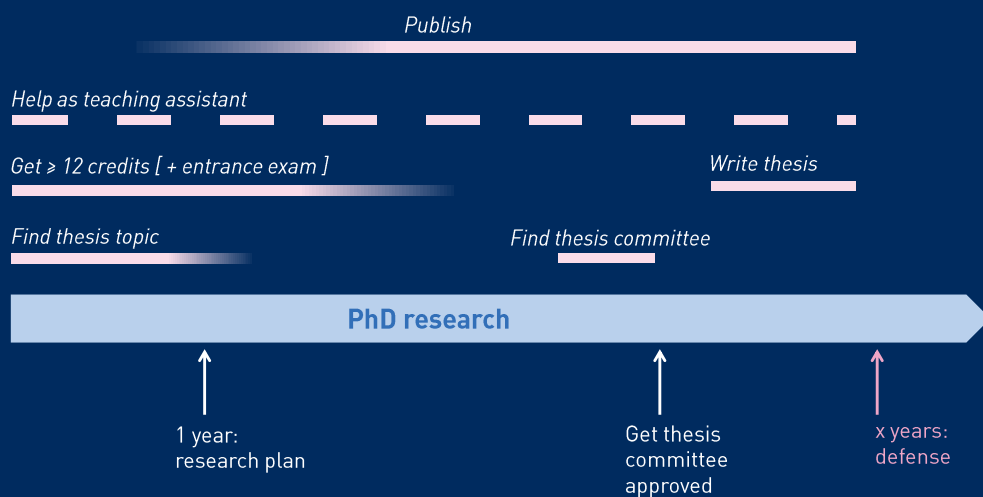 Publish
Help as teaching assistant
Get ⩾ 12 credits [ + entrance exam ]
Write thesis
Find thesis topic
Find thesis committee
PhD research
1 year:
research plan
Get thesis
committee
approved
x years:
defense